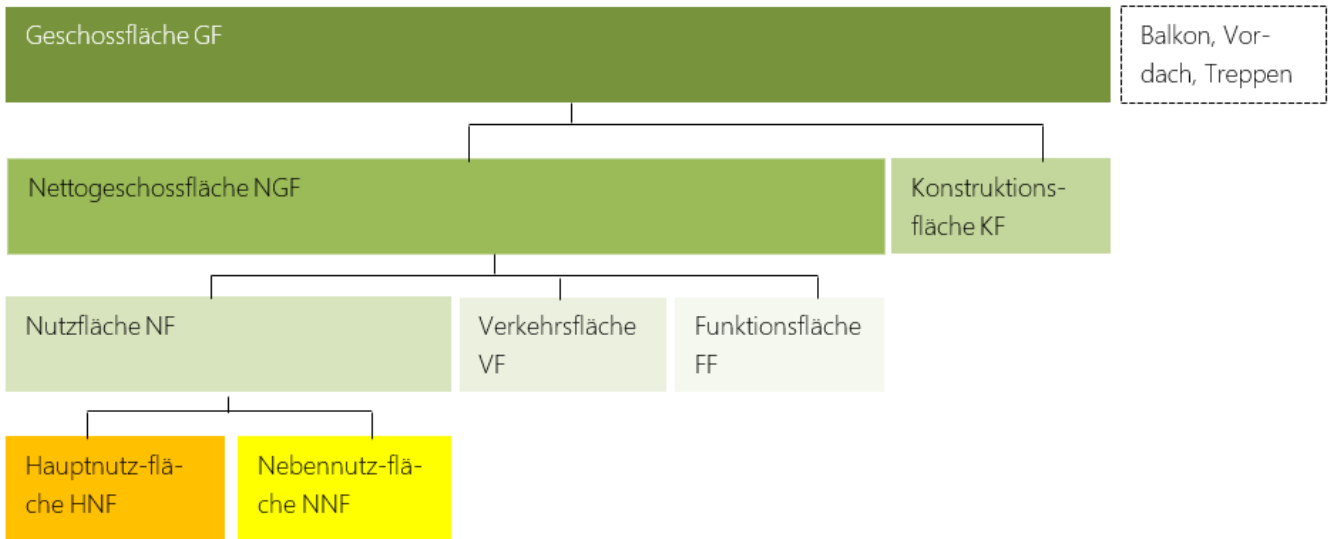 Geschossfläche GF
Balkon, Vor-
dach, Treppen
Nettogeschossfläche NGF
Konstruktions-
fläche KF
Nutzfläche NF
Verkehrsfläche
VF
Funktionsfläche
FF
Hauptnutz-flä-
che HNF
Nebennutz-flä-
che NNF